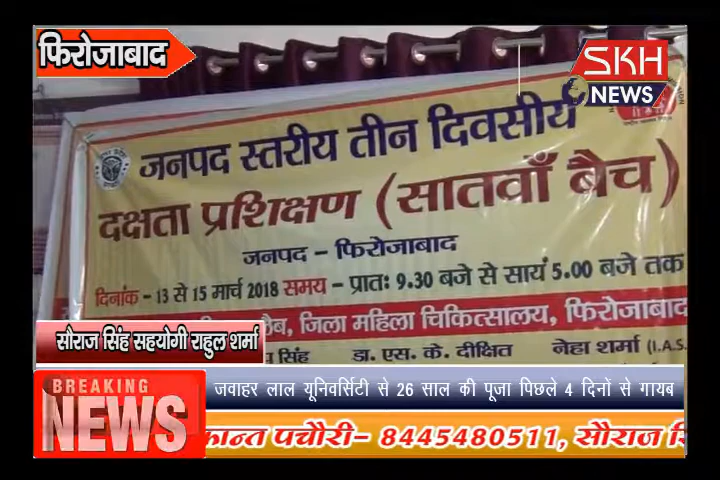 फिरोजाबाद
SKH
NEWS
जनपद स्तरीय तीन दिवसीय
दक्षता प्रशिक्षण (सातवाँ बैच)
जनपद - फिरोजाबाद
दिनांक - 13 से 15 मार्च 2018 समय - प्रातः 9.30 बजे से सायं 5.00 बजे तक
लैब, जिला महिला चिकित्सालय, फिरोजाबाद
सौराज सिंह सहयोगी राहुल शर्मा
सिंह डा. एस. के. दीक्षित नेहा शर्मा (I.A.S.
BREAKING
NEWS
जवाहर लाल यूनिवर्सिटी से 26 साल की पूजा पिछले 4 दिनों से गायब
कान्त पचौरी- 8445480511, सौराज